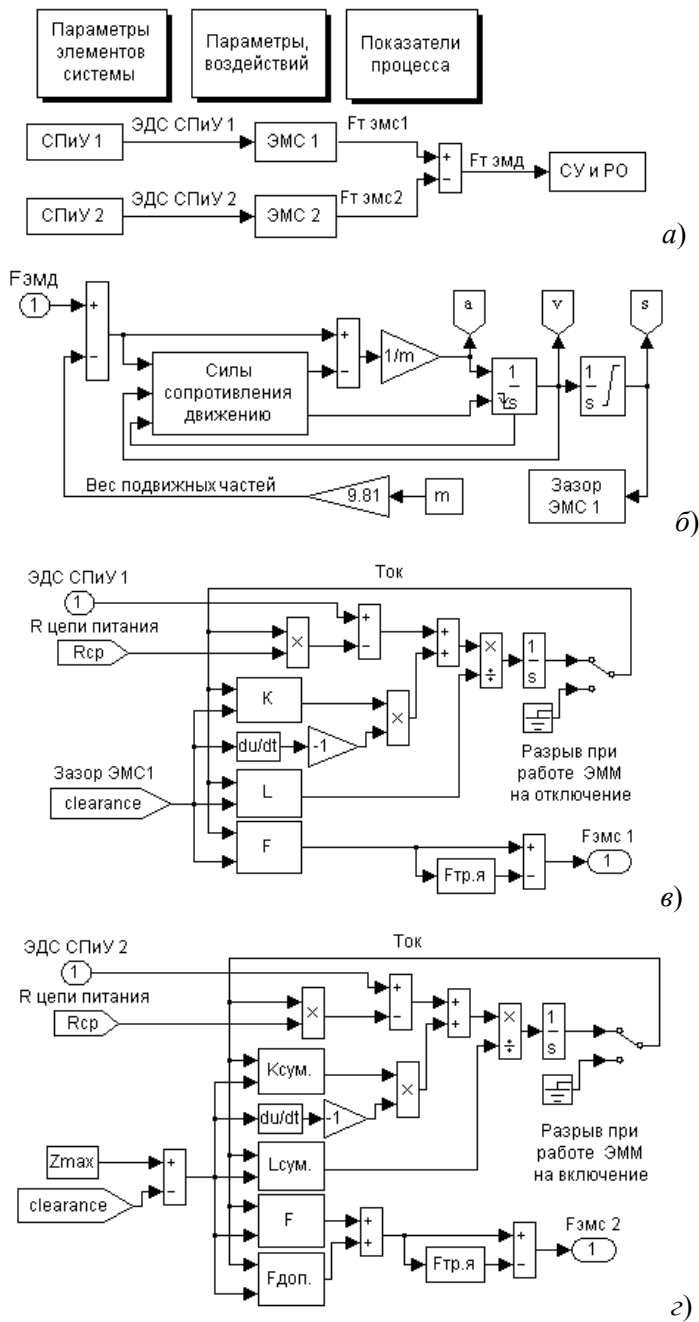 Параметры
элементов
системы
Параметры,
воздействий
Показатели
процесса
СПиУ 1
ЭДС СПиУ 1
ЭМС 1
Fт эмс1
+
−
Fт эмд
СУ и РО
СПиУ 2
ЭДС СПиУ 2
ЭМС 2
Fт эмс2
а)
Fэмд
1
+
−
Силы
сопротивления
движению
+
−
1/m
a
v
s
1
s
1
s
Вес подвижных частей
9.81
m
Зазор
ЭМС 1
б)
ЭДС СПиУ 1
1
Ток
R цепи питания
Rср
×
+
−
+
+
×
÷
1
s
K
×
du/dt
-1
Разрыв при
работе ЭММ
на отключение
Зазор ЭМС1
clearance
L
F
Fтр.я
+
−
Fэмс 1
1
в)
ЭДС СПиУ 2
1
Ток
R цепи питания
Rср
×
+
−
+
+
×
÷
1
s
Kсум.
×
du/dt
-1
Разрыв при
работе ЭММ
на включение
Zmax
clearance
+
−
Lсум.
F
Fдоп.
+
+
Fтр.я
+
−
Fэмс 2
1
г)